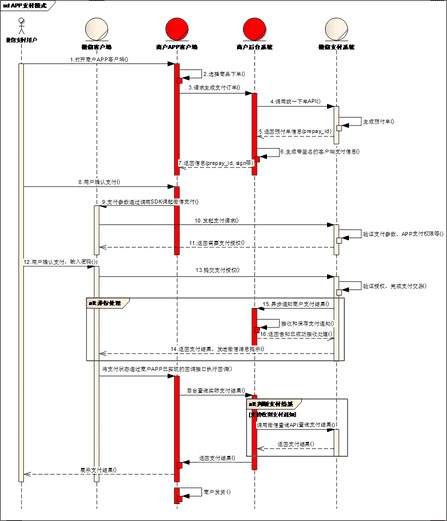 sd APP支付模式
微信支付用户
微信客户端
商户APP客户端
商户后台系统
微信支付系统
1.打开商户APP客户端()
2.选择商品下单()
3.请求生成支付订单()
4.调用统一下单API()
生成预付单()
5.返回预付单信息(prepay_id)
6.生成带签名的客户端支付信息()
7.返回信息(prepay_id, sign等)
8.用户确认支付()
9.支付参数通过调用SDK调起微信支付()
10.发起支付请求()
验证支付参数、APP支付权限等()
11.返回需要支付授权()
12.用户确认支付，输入密码()
13.提交支付授权()
验证授权，完成支付交易()
alt 并行处理
15.异步通知商户支付结果()
接收和保存支付通知()
16.返回告知已成功接收处理()
14.返回支付结果，发送微信消息提示()
将支付状态通过商户APP已实现的回调接口执行回调()
后台查询实际支付结果()
alt 判断支付结果
调用微信查询API查询支付结果()
返回支付结果()
返回支付结果()
展示支付结果()
商户发货()